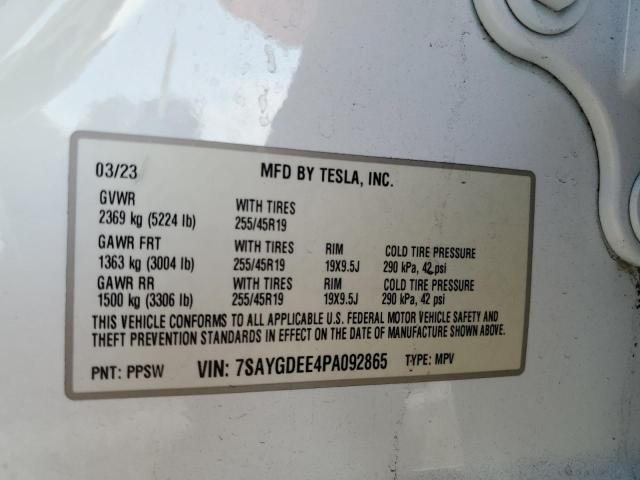 03/23 MFD BY TESLA, INC.
GVWR WITH TIRES
2369 kg (5224 lb) 255/45R19
GAWR FRT WITH TIRES RIM COLD TIRE PRESSURE
1363 kg (3004 lb) 255/45R19 19X9.5J 290 kPa, 42 psi
GAWR RR WITH TIRES RIM COLD TIRE PRESSURE
1500 kg (3306 lb) 255/45R19 19X9.5J 290 kPa, 42 psi
THIS VEHICLE CONFORMS TO ALL APPLICABLE U.S. FEDERAL MOTOR VEHICLE SAFETY AND
THEFT PREVENTION STANDARDS IN EFFECT ON THE DATE OF MANUFACTURE SHOWN ABOVE.
PNT: PPSW VIN: 7SAYGDEE4PA092865 TYPE: MPV